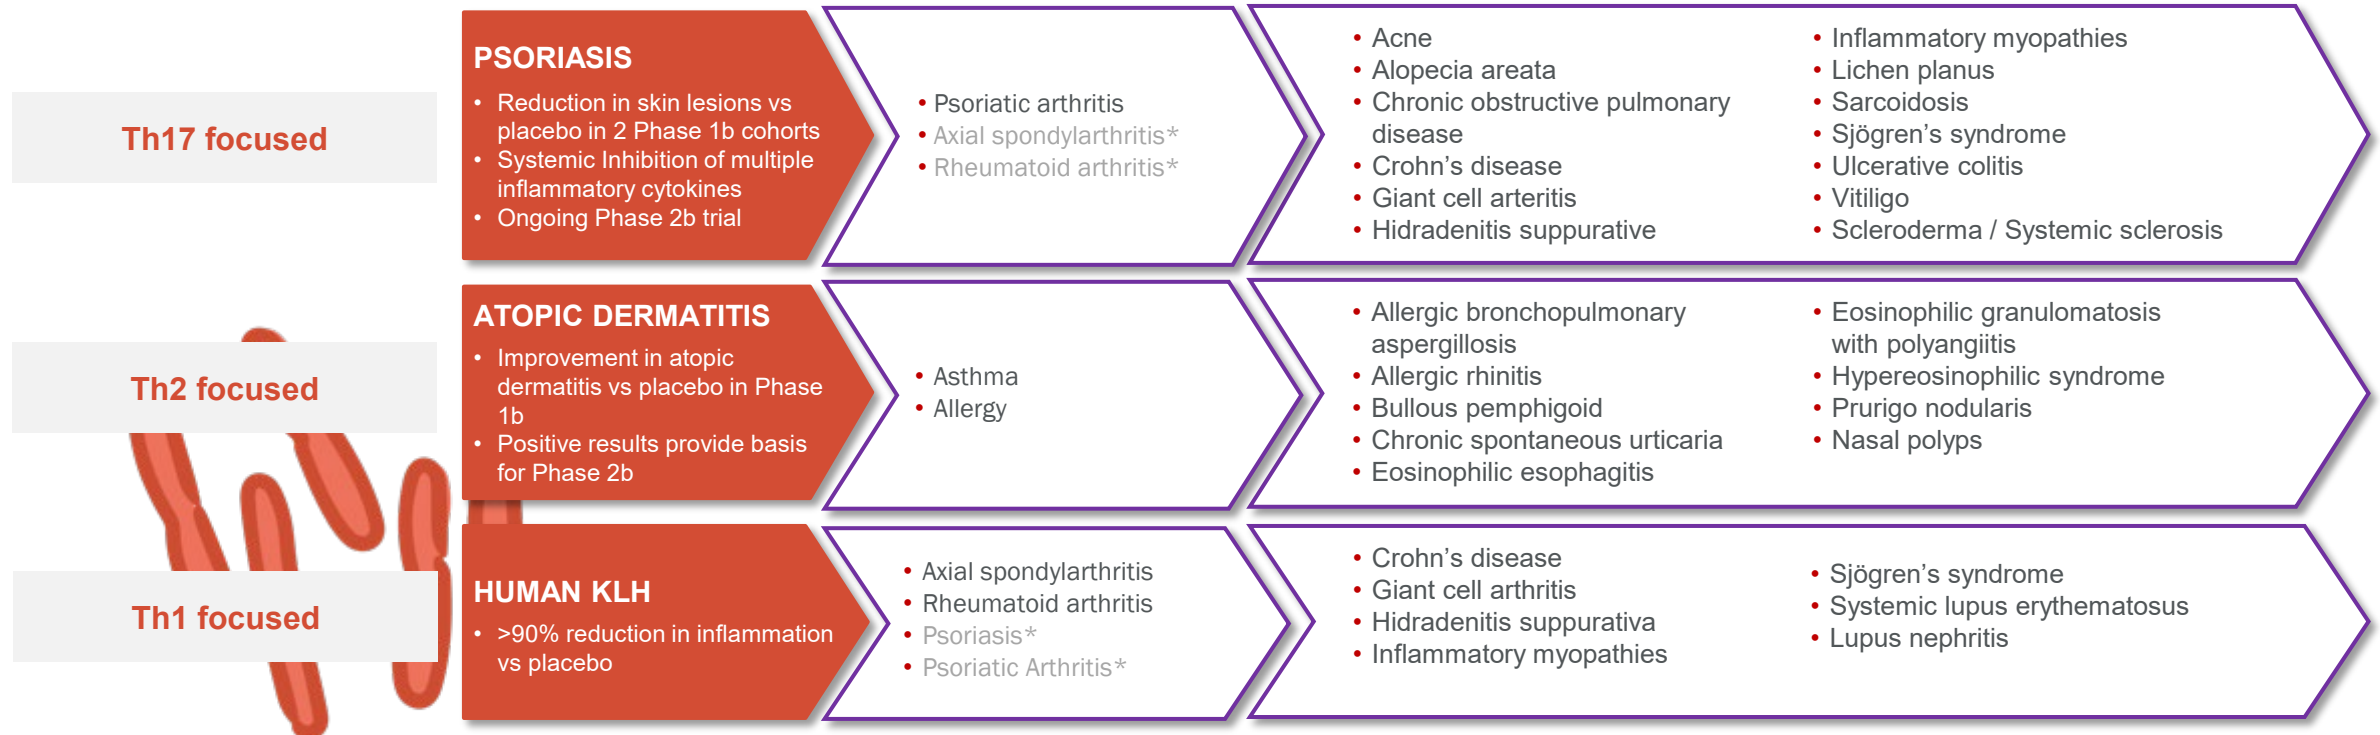 Th17 focused
PSORIASIS
• Reduction in skin lesions vs
placebo in 2 Phase 1b cohorts
• Systemic Inhibition of multiple
inflammatory cytokines
• Ongoing Phase 2b trial
• Psoriatic arthritis
• Axial spondylarthritis*
• Rheumatoid arthritis*
• Acne
• Alopecia areata
• Chronic obstructive pulmonary
disease
• Crohn’s disease
• Giant cell arteritis
• Hidradenitis suppurative
• Inflammatory myopathies
• Lichen planus
• Sarcoidosis
• Sjögren’s syndrome
• Ulcerative colitis
• Vitiligo
• Scleroderma / Systemic sclerosis
Th2 focused
ATOPIC DERMATITIS
• Improvement in atopic
dermatitis vs placebo in Phase
1b
• Positive results provide basis
for Phase 2b
• Asthma
• Allergy
• Allergic bronchopulmonary
aspergillosis
• Allergic rhinitis
• Bullous pemphigoid
• Chronic spontaneous urticaria
• Eosinophilic esophagitis
• Eosinophilic granulomatosis
with polyangiitis
• Hypereosinophilic syndrome
• Prurigo nodularis
• Nasal polyps
Th1 focused
HUMAN KLH
• >90% reduction in inflammation
vs placebo
• Axial spondylarthritis
• Rheumatoid arthritis
• Psoriasis*
• Psoriatic Arthritis*
• Crohn’s disease
• Giant cell arthritis
• Hidradenitis suppurativa
• Inflammatory myopathies
• Sjögren’s syndrome
• Systemic lupus erythematosus
• Lupus nephritis